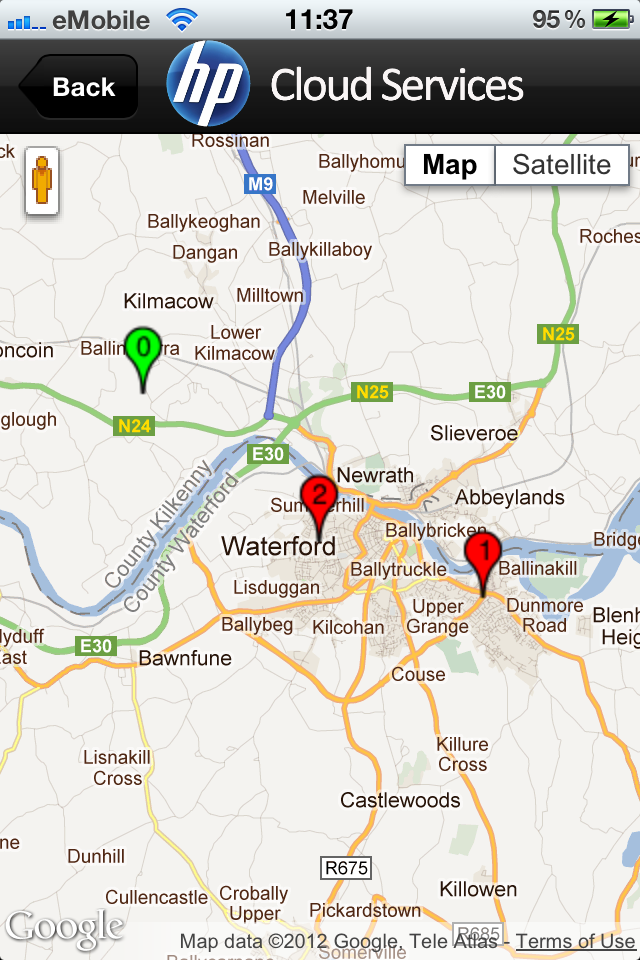 eMobile
11:37
95%
Back
hp
Cloud Services
Rossinan
Map
Satellite
M9
Melville
Ballykeoghan
Dangan
Ballykillaboy
Milltown
Kilmacow
Lower
Kilmacow
N25
0
N24
N25
E30
E30
Slieveroe
Newrath
2
Abbeylands
County Kilkenny
County Waterford
Waterford
Ballybricken
1
Ballytruckle
Ballinakill
Lisduggan
Upper
Grange
Dunmore
Road
Ballybeg
Kilcohan
E30
Bawnfune
Couse
Lisnakill
Cross
Killure
Cross
Castlewoods
Dunhill
R675
Cullencastle
Crobally
Upper
Killowen
Pickardstown
R685
Google
Map data ©2012 Google, Tele Atlas - Terms of Use
Somerville